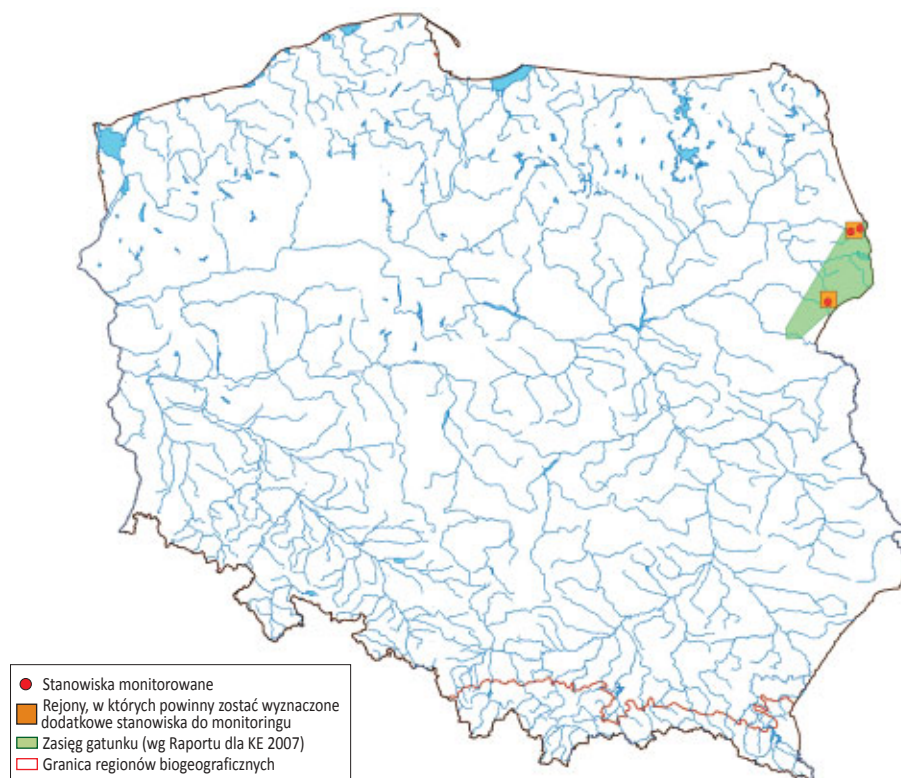 Stanowiska monitorowane
Rejony, w których powinny zostać wyznaczone
dodatkowe stanowiska do monitoringu
Zasięg gatunku (wg Raportu dla KE 2007)
Granica regionów biogeograficznych